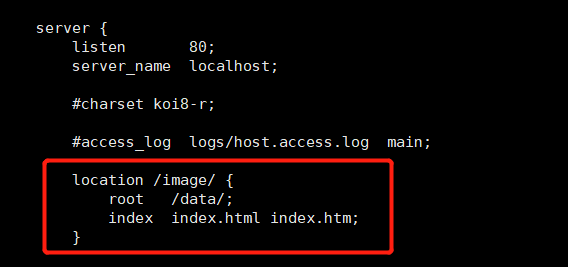 server {
listen 80;
server_name localhost;
#charset koi8-r;
#access_log logs/host.access.log main;
location /image/ {
root /data/;
index index.html index.htm;
}